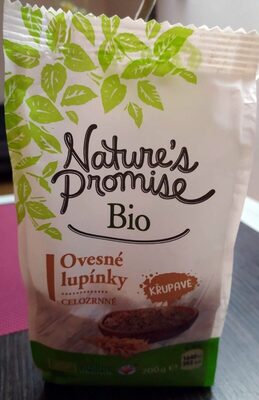 Nature's
Promise
Bio
Ovesné
lupínky
CELOZRNNÉ
KŘUPAVÉ
200g e